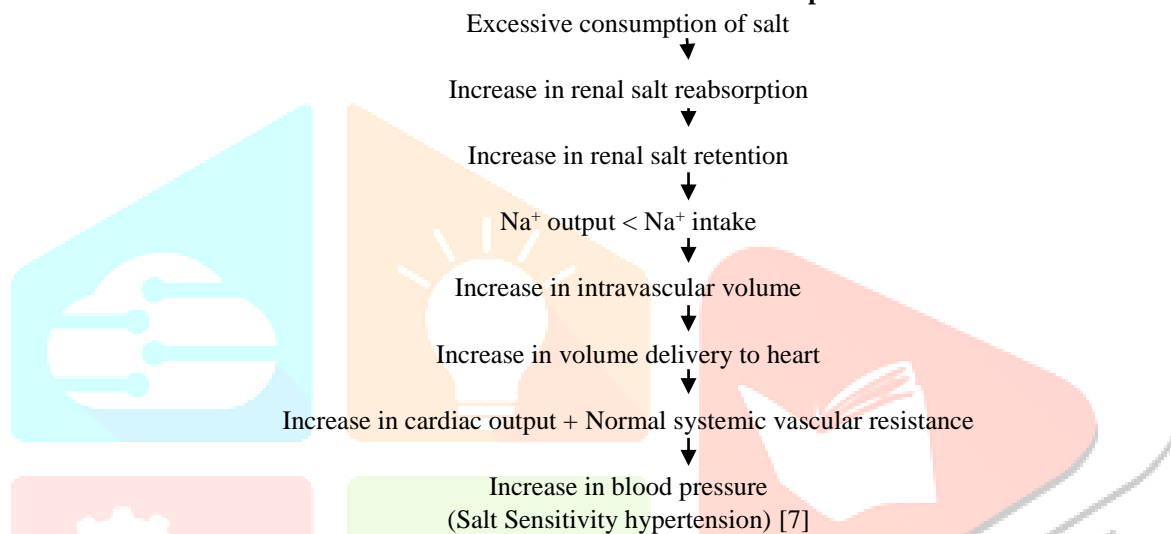 Excessive consumption of salt
Increase in renal salt reabsorption
Increase in renal salt retention
Na⁺ output < Na⁺ intake
Increase in intravascular volume
Increase in volume delivery to heart
Increase in cardiac output + Normal systemic vascular resistance
Increase in blood pressure
(Salt Sensitivity hypertension) [7]